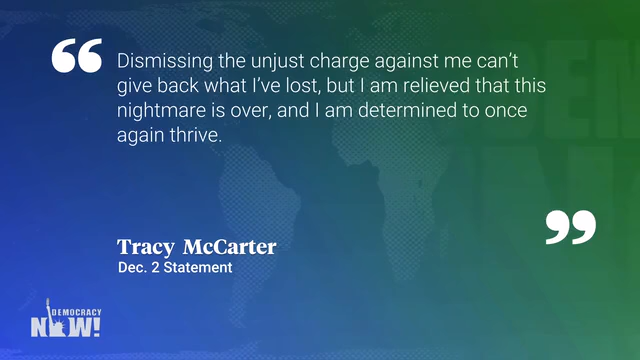 “
Dismissing the unjust charge against me can’t
give back what I’ve lost, but I am relieved that this
nightmare is over, and I am determined to once
again thrive.
”
Tracy McCarter
Dec. 2 Statement
DEMOCRACY
NOW!